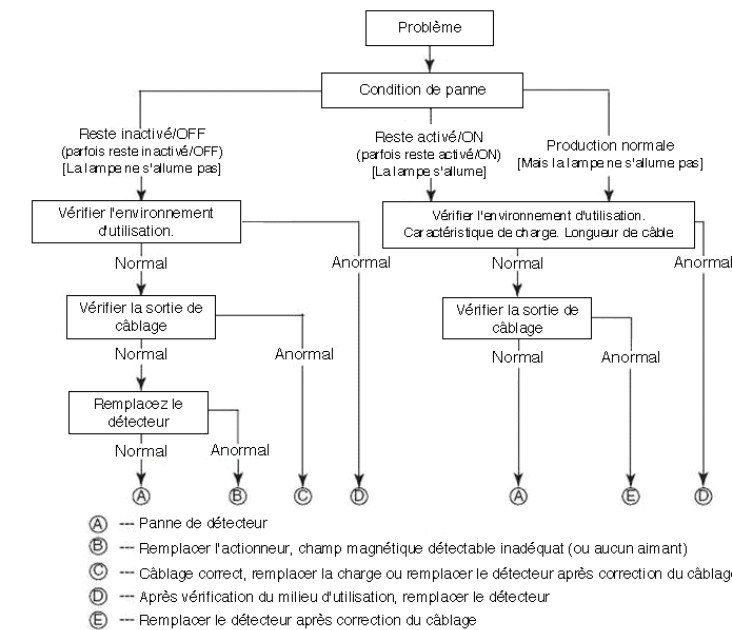 Problème
Condition de panne
Reste inactivé/OFF
(parfois reste inactivé/OFF)
[La lampe ne s'allume pas]
Reste activé/ON
(parfois reste activé/ON)
[La lampe s'allume]
Production normale
[Mais la lampe ne s'allume pas]
Vérifier l'environnement
d'utilisation.
Vérifier l'environnement d'utilisation.
Caractéristique de charge. Longueur de câble
Normal
Anormal
Normal
Anormal
Vérifier la sortie de
câblage
Vérifier la sortie de
câblage
Normal
Anormal
Normal
Anormal
Remplacez le
détecteur
Normal
Anormal
A
B
C
D
A
E
D
A --- Panne de détecteur
B --- Remplacer l'actionneur, champ magnétique détectable inadéquat (ou aucun aimant)
C --- Câblage correct, remplacer la charge ou remplacer le détecteur après correction du câblage
D --- Après vérification du milieu d'utilisation, remplacer le détecteur
E --- Remplacer le détecteur après correction du câblage